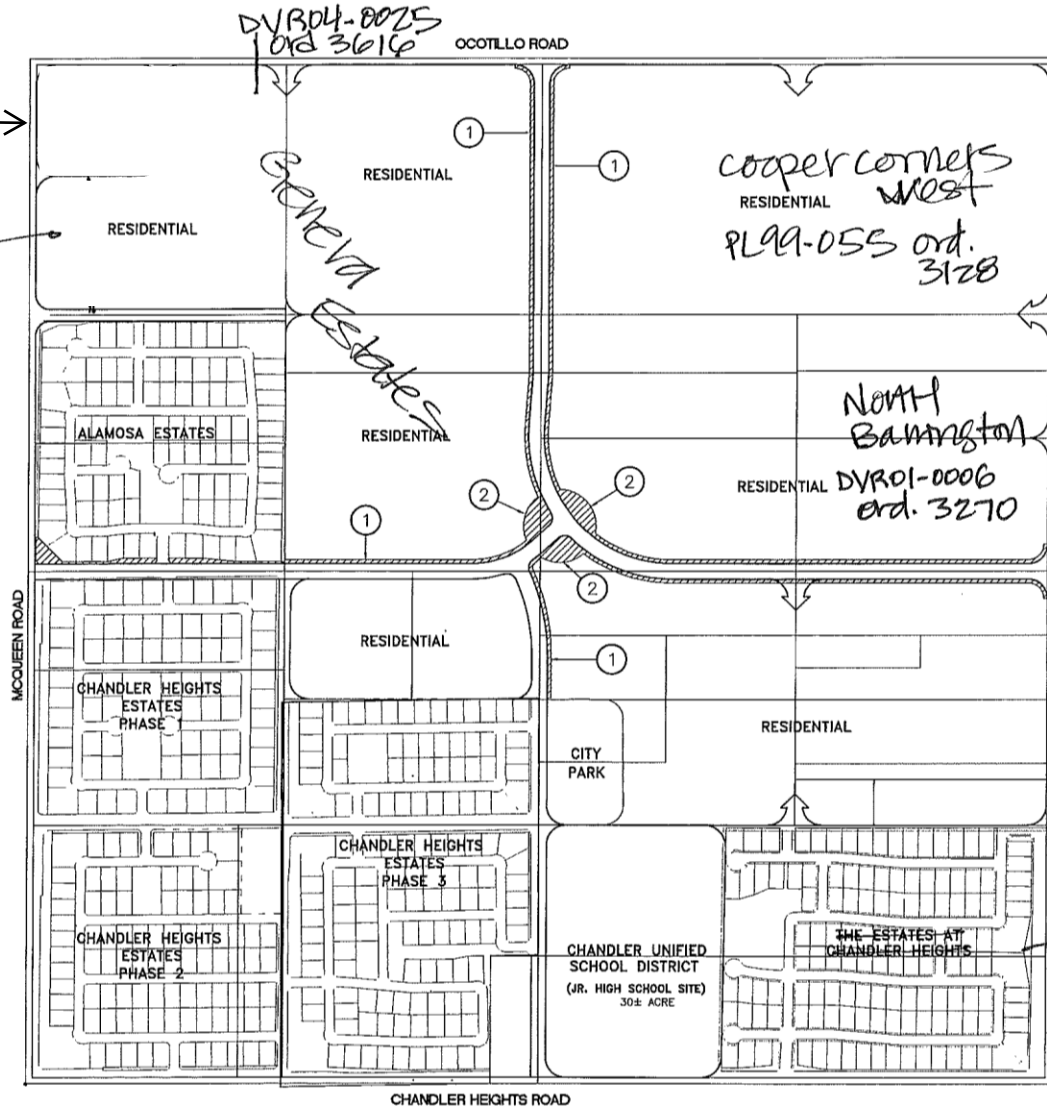 DVR04-0025
Ord 3616
OCOTILLO ROAD
1
1
RESIDENTIAL
cooper corners
west
RESIDENTIAL
PL99-055 ord.
3128
RESIDENTIAL
Geneva
Estates
ALAMOSA ESTATES
RESIDENTIAL
North
Barrington
RESIDENTIAL
DVR01-0006
ord. 3270
2
2
1
2
MCQUEEN ROAD
RESIDENTIAL
1
CHANDLER HEIGHTS
ESTATES
PHASE 1
RESIDENTIAL
CITY
PARK
CHANDLER HEIGHTS
ESTATES
PHASE 3
CHANDLER HEIGHTS
ESTATES
PHASE 2
CHANDLER UNIFIED
SCHOOL DISTRICT
(JR. HIGH SCHOOL SITE)
30± ACRE
THE ESTATES AT
CHANDLER HEIGHTS
CHANDLER HEIGHTS ROAD